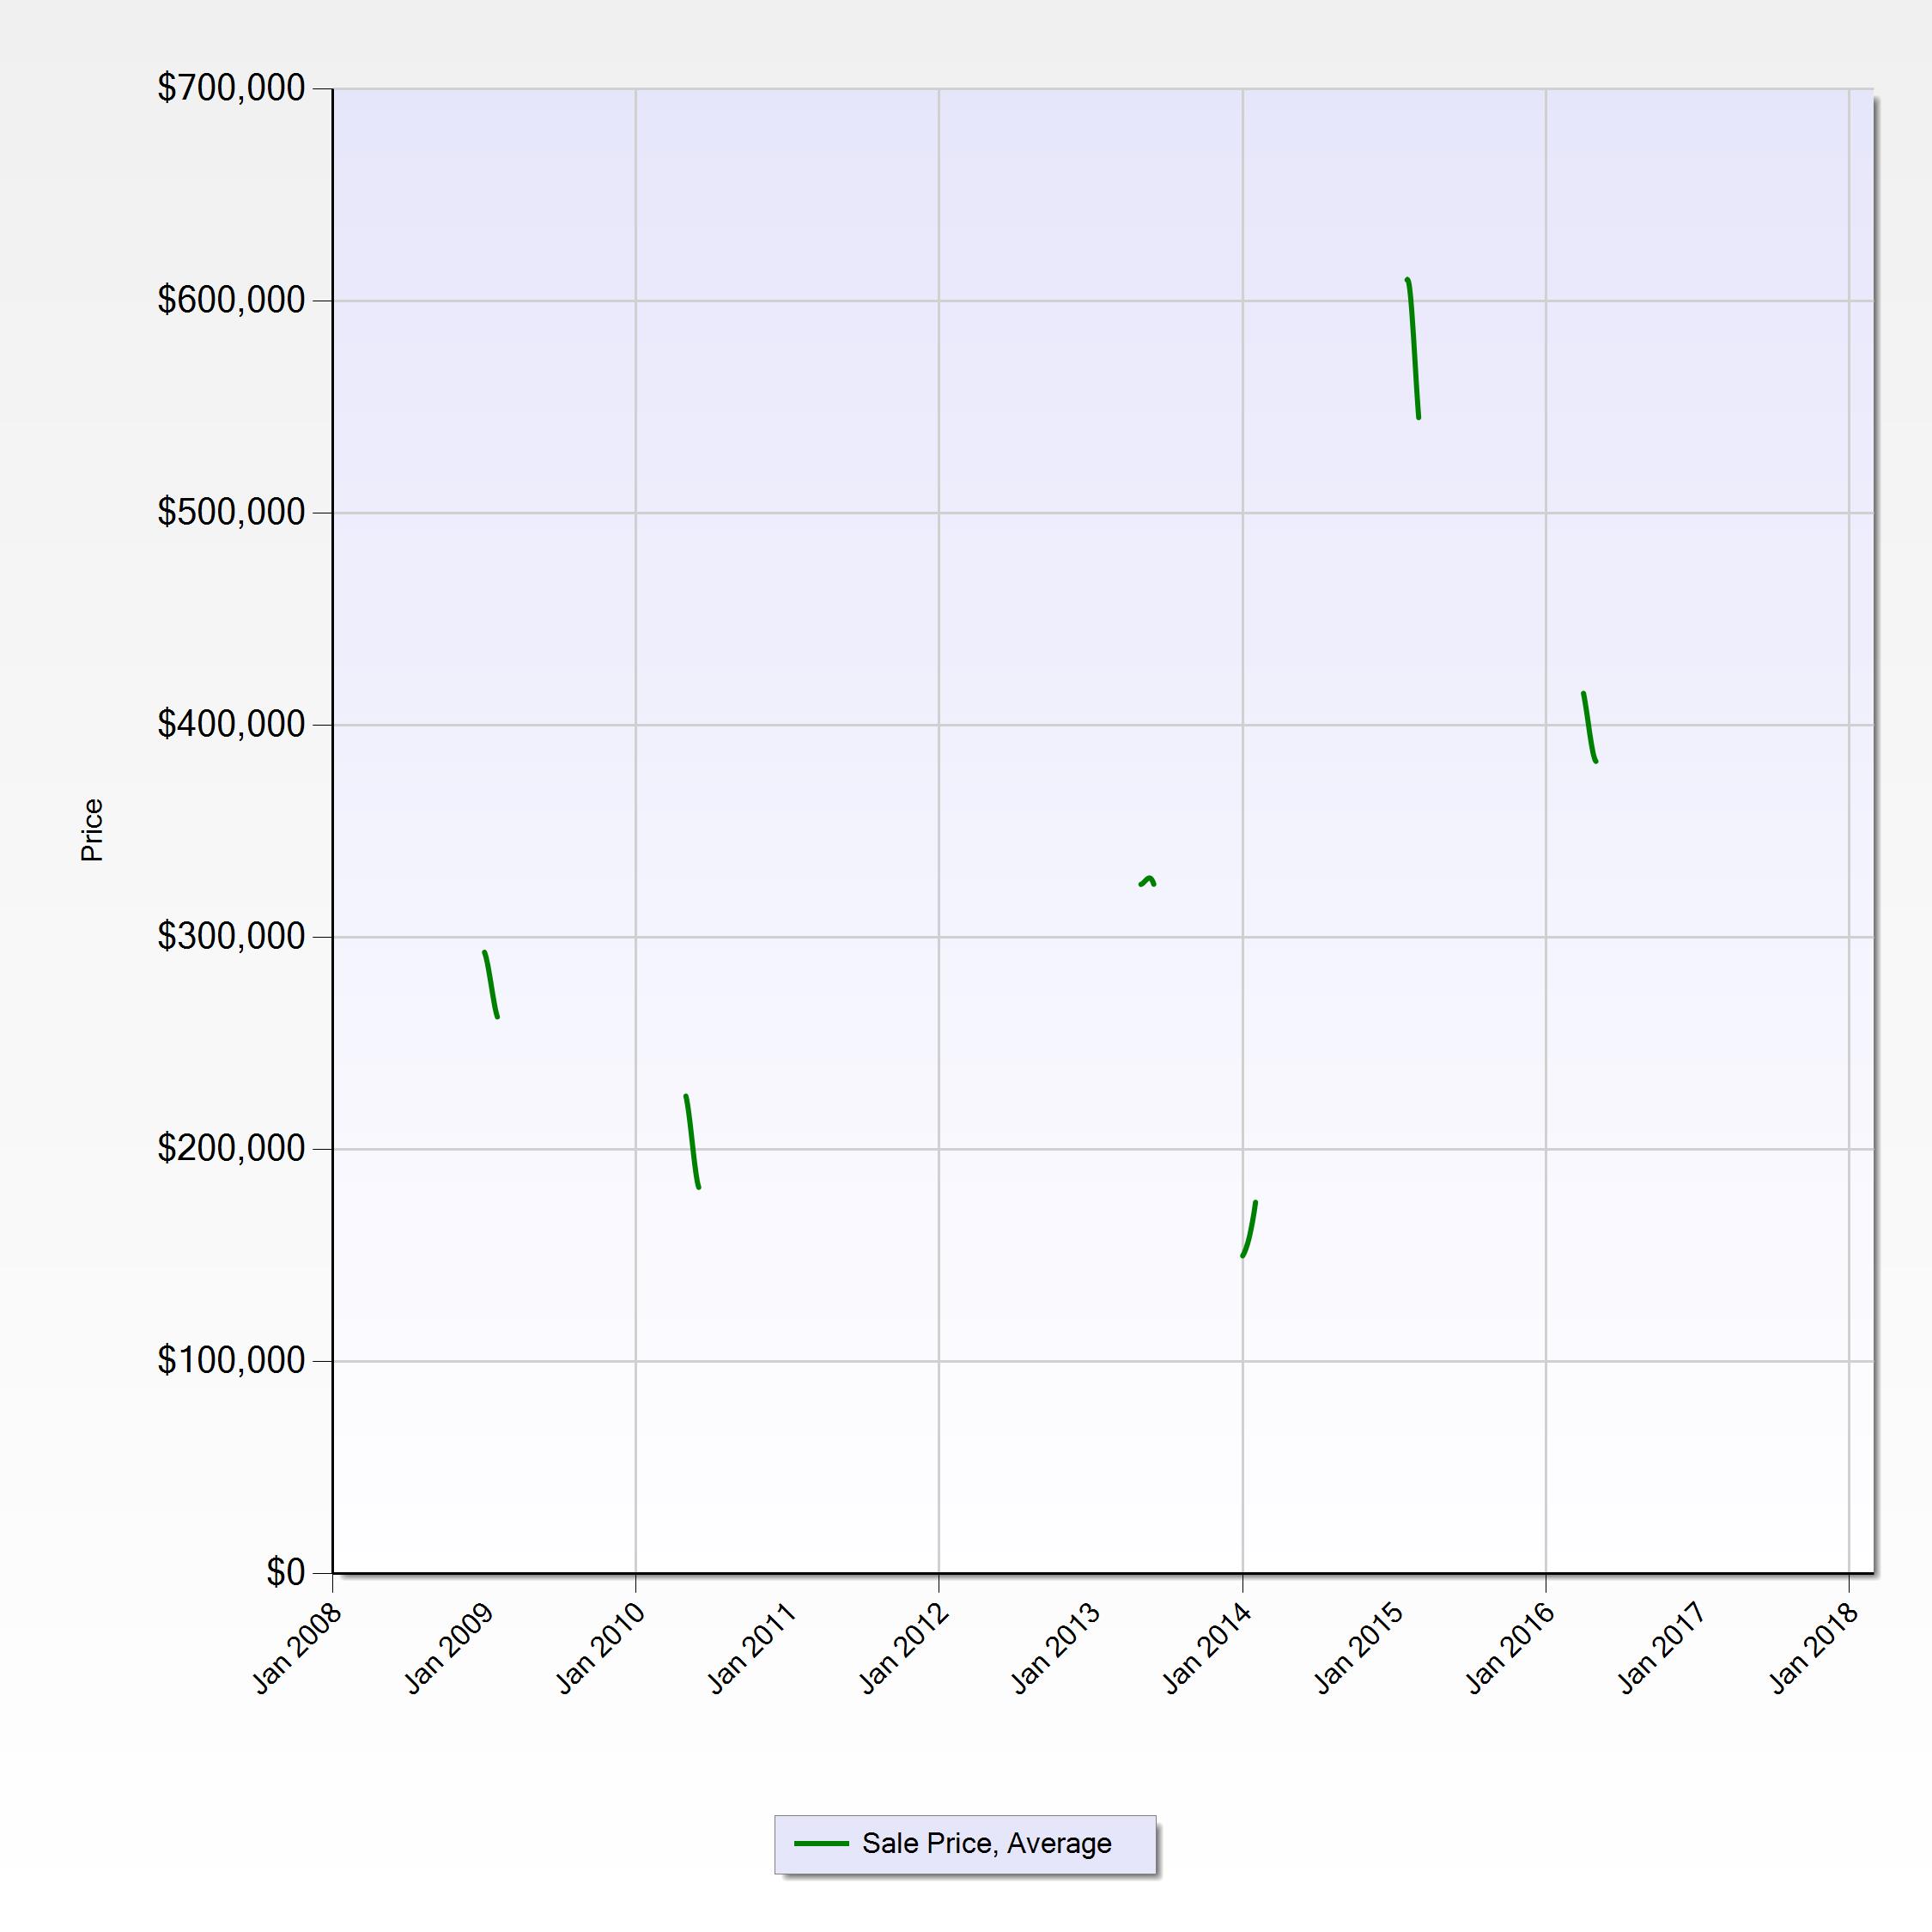 $700,000
$600,000
$500,000
$400,000
$300,000
$200,000
$100,000
$0
Price
Jan 2008
Jan 2009
Jan 2010
Jan 2011
Jan 2012
Jan 2013
Jan 2014
Jan 2015
Jan 2016
Jan 2017
Jan 2018
Sale Price, Average